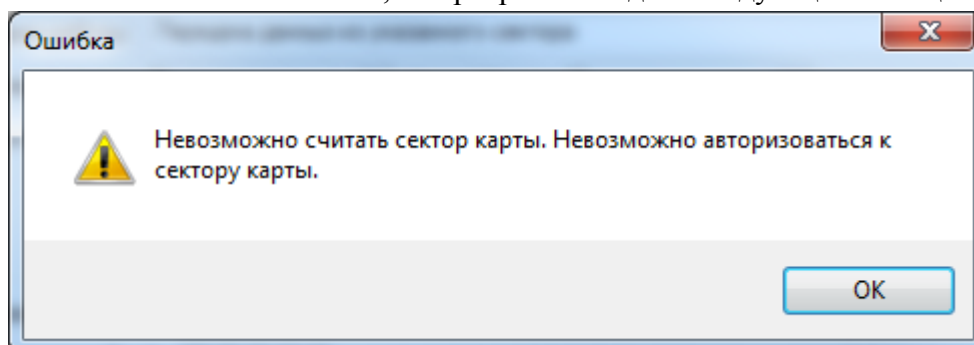 Ошибка
Невозможно считать сектор карты. Невозможно авторизоваться к
сектору карты.
OK